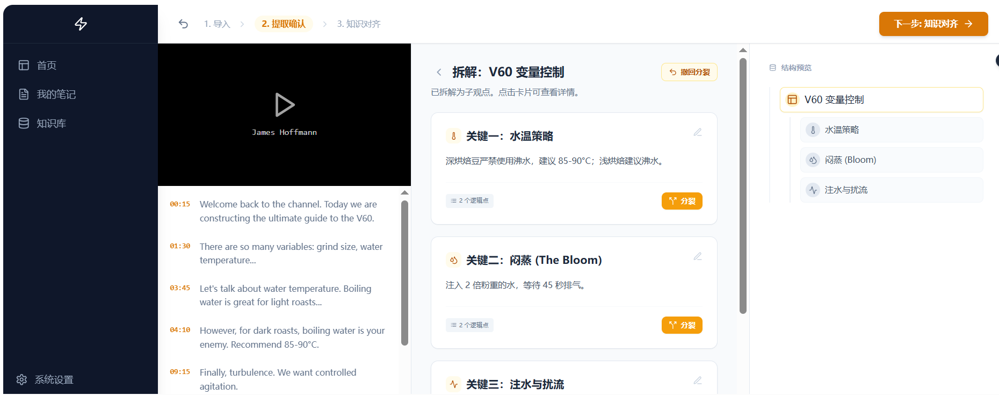 首页
我的笔记
知识库
系统设置
1. 导入
2. 提取确认
3. 知识对齐
下一步: 知识对齐
James Hoffmann
00:15
Welcome back to the channel. Today we are
constructing the ultimate guide to the V60.
01:30
There are so many variables: grind size, water
temperature...
03:45
Let's talk about water temperature. Boiling
water is great for light roasts...
04:10
However, for dark roasts, boiling water is your
enemy. Recommend 85-90°C.
09:15
Finally, turbulence. We want controlled
agitation.
拆解：V60 变量控制
撤回分裂
已拆解为子观点。点击卡片可查看详情。
关键一：水温策略
深烘焙豆严禁使用沸水，建议 85-90°C；浅烘焙建议沸水。
2 个逻辑点
分裂
关键二：闷蒸 (The Bloom)
注入 2 倍粉重的水，等待 45 秒排气。
2 个逻辑点
分裂
关键三：注水与扰流
结构预览
V60 变量控制
水温策略
闷蒸 (Bloom)
注水与扰流